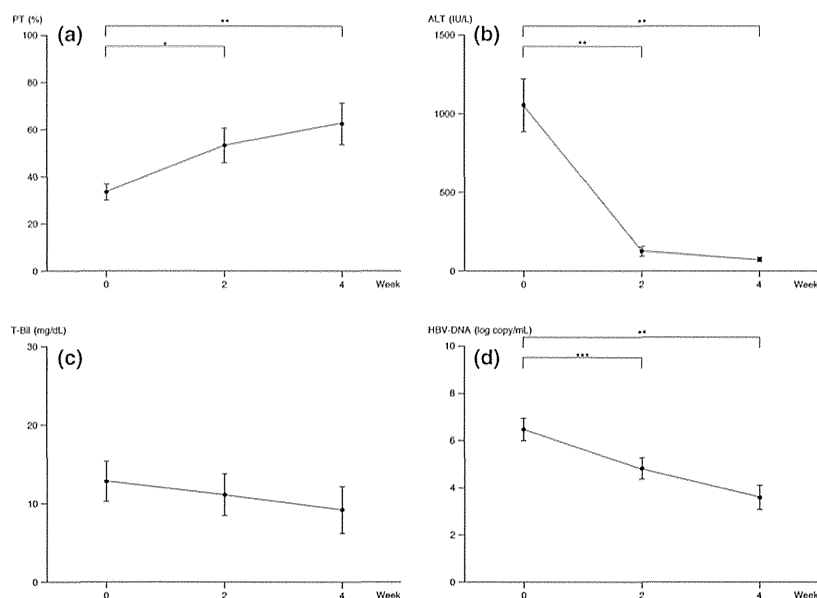 PT (%)
(a)
**
*
100
80
60
40
20
0
0 2 4 Week
ALT (IU/L)
(b)
**
**
1500
1000
500
0
0 2 4 Week
T-Bil (mg/dL)
(c)
30
20
10
0
0 2 4 Week
HBV-DNA (log copy/mL)
(d)
**
***
10
8
6
4
2
0
0 2 4 Week